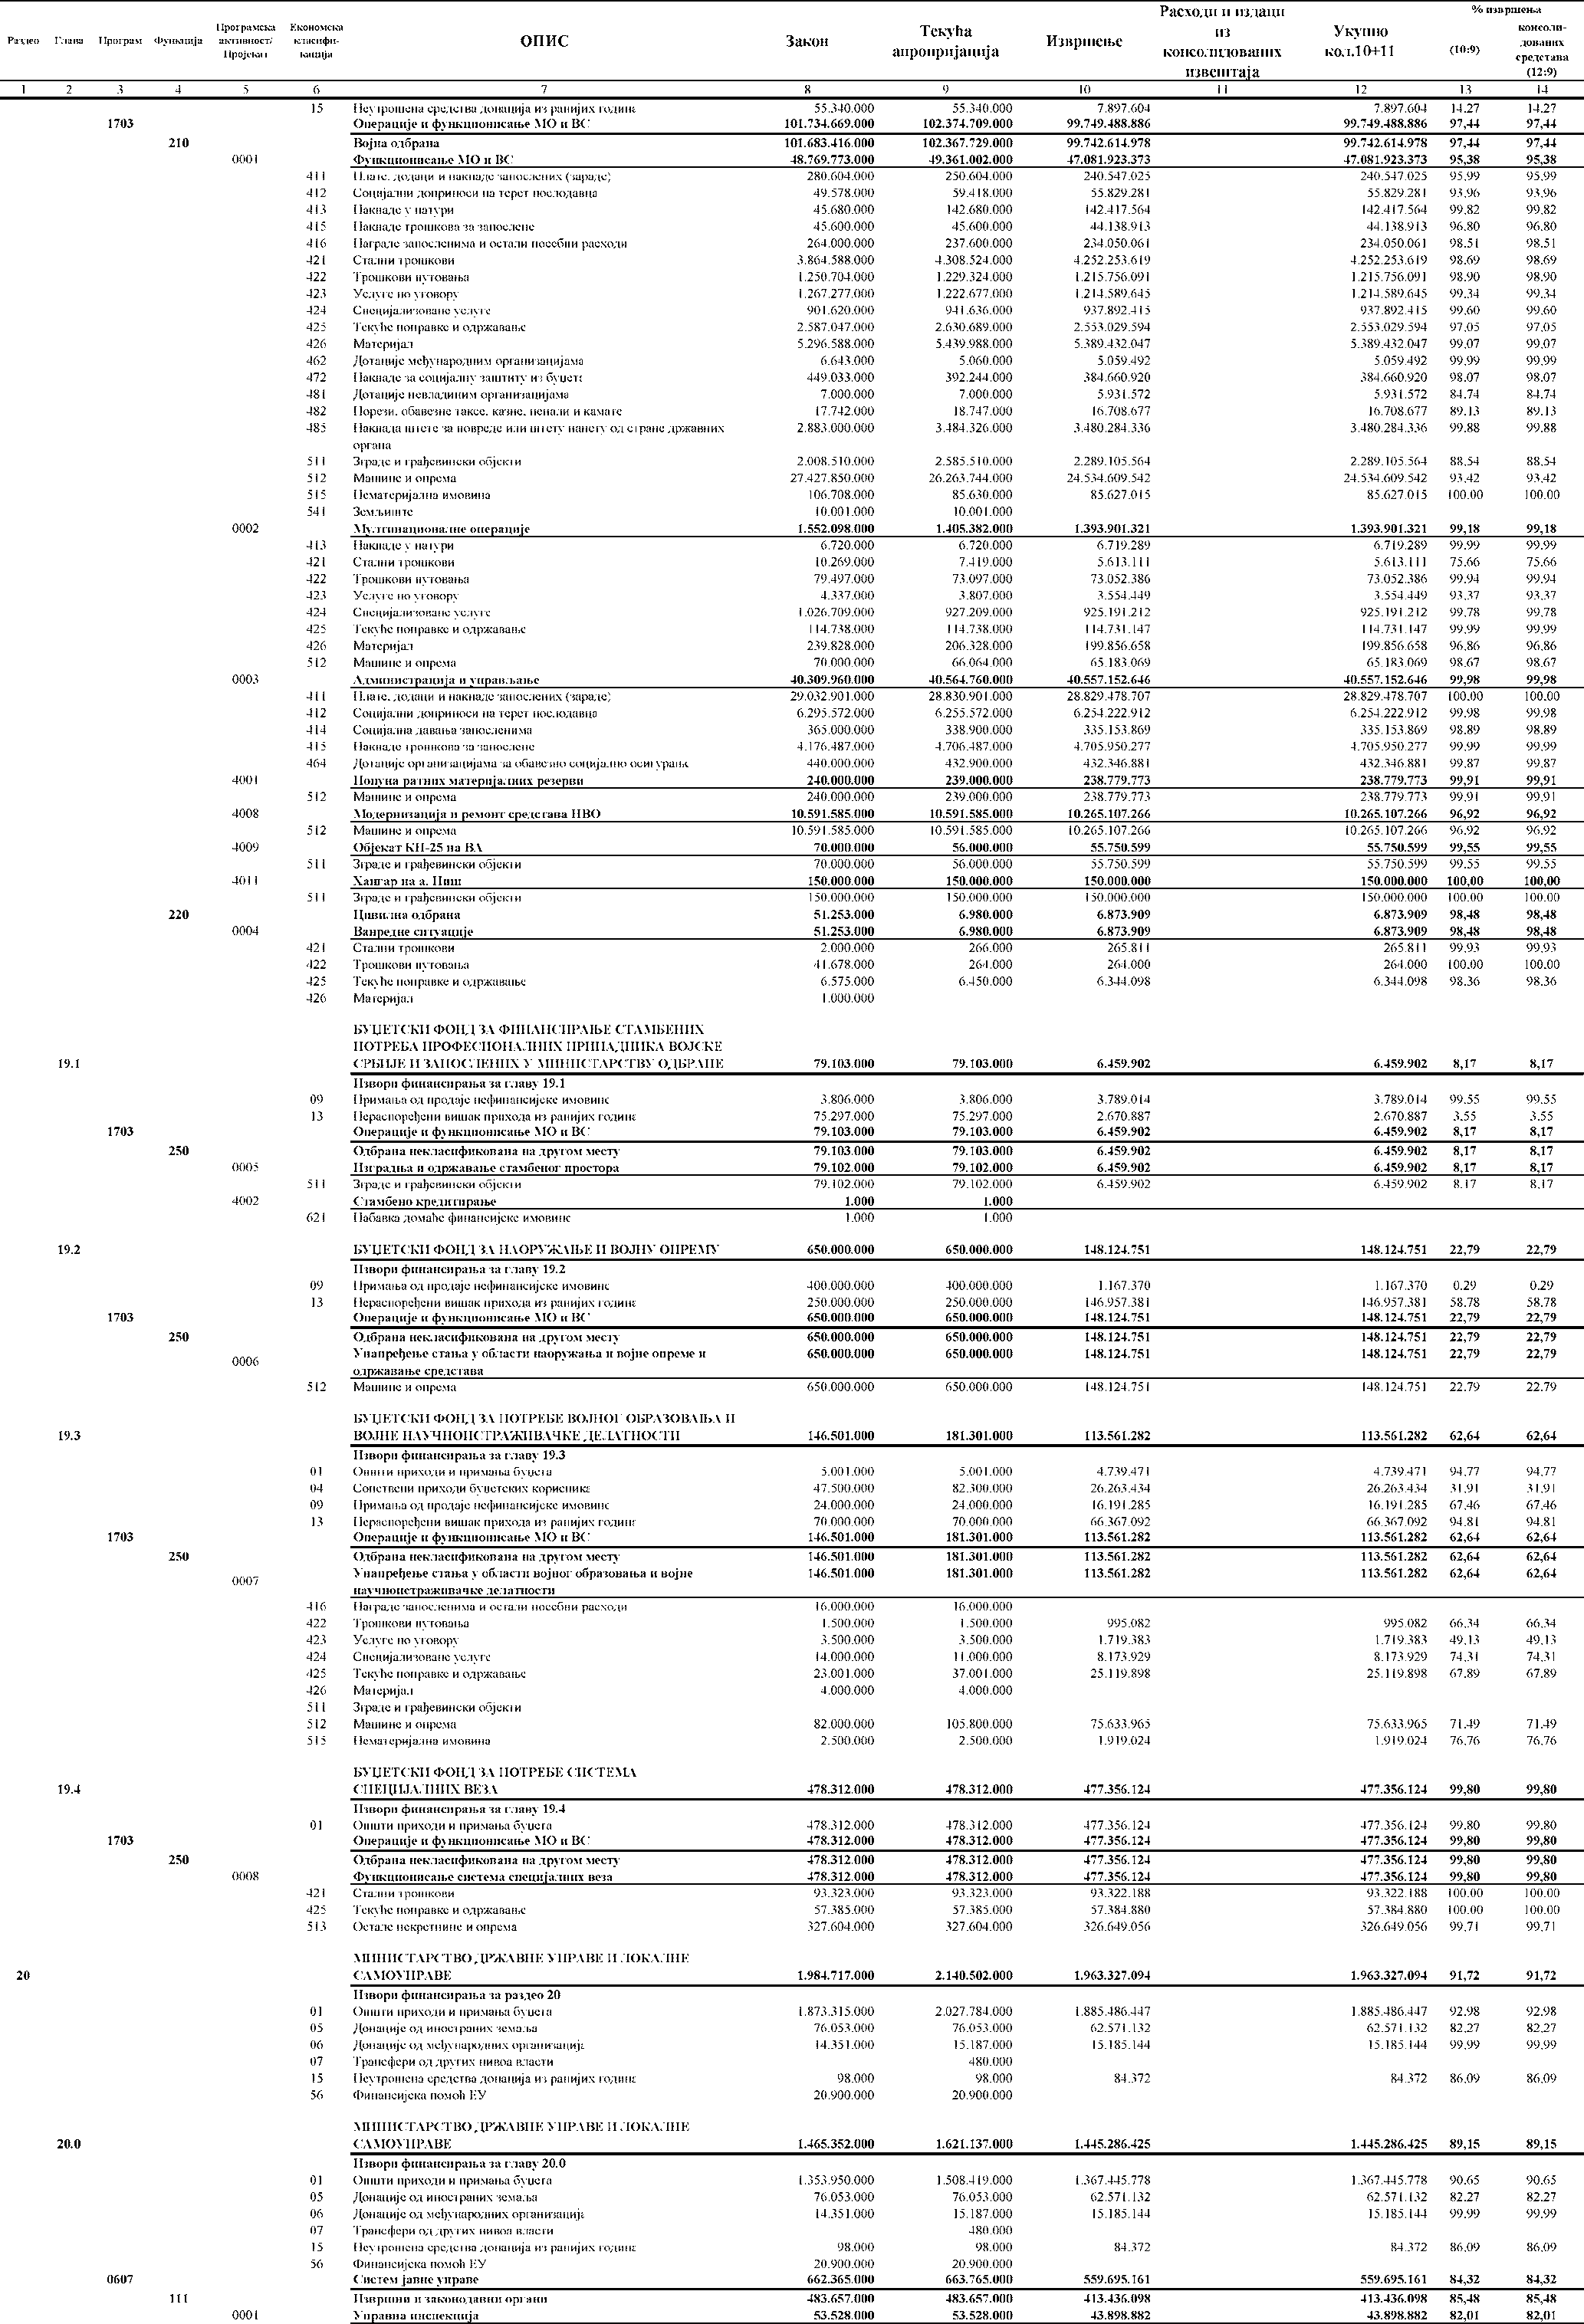 Раздео Глава Програм Функција Програмска активност/ Пројекат Економска класифи-кација ОПИС Закон Текућа апропријација Извршење Расходи и издаци из консолидованих извештаја Укупно кол.10+11 % извршења (10:9) консоли-дованих средстава (12:9)
1 2 3 4 5 6 7 8 9 10 11 12 13 14
15 Неутрошена средства донација из ранијих година 55.340.000 55.340.000 7.897.604 7.897.604 14,27 14,27
1703 Операције и функционисање МО и ВС 101.734.669.000 102.374.709.000 99.749.488.886 99.749.488.886 97,44 97,44
210 Војна одбрана 101.683.416.000 102.367.729.000 99.742.614.978 99.742.614.978 97,44 97,44
0001 Функционисање МО и ВС 48.769.773.000 49.361.002.000 47.081.923.373 47.081.923.373 95,38 95,38
411 Плате, додаци и накнаде запослених (зараде) 280.604.000 250.604.000 240.547.025 240.547.025 95,99 95,99
412 Социјални доприноси на терет послодавца 49.578.000 59.418.000 55.829.281 55.829.281 93,96 93,96
413 Накнаде у натури 45.680.000 142.680.000 142.417.564 142.417.564 99,82 99,82
415 Накнаде трошкова за запослене 45.600.000 45.600.000 44.138.913 44.138.913 96,80 96,80
416 Награде запосленима и остали посебни расходи 264.000.000 237.600.000 234.050.061 234.050.061 98,51 98,51
421 Стални трошкови 3.864.588.000 4.308.524.000 4.252.253.619 4.252.253.619 98,69 98,69
422 Трошкови путовања 1.250.704.000 1.229.324.000 1.215.756.091 1.215.756.091 98,90 98,90
423 Услуге по уговору 1.267.277.000 1.222.677.000 1.214.589.645 1.214.589.645 99,34 99,34
424 Специјализоване услуге 901.620.000 941.636.000 937.892.415 937.892.415 99,60 99,60
425 Текуће поправке и одржавање 2.587.047.000 2.630.689.000 2.553.029.594 2.553.029.594 97,05 97,05
426 Материјал 5.296.588.000 5.439.988.000 5.389.432.047 5.389.432.047 99,07 99,07
462 Дотације међународним организацијама 6.643.000 5.060.000 5.059.492 5.059.492 99,99 99,99
472 Накнаде за социјалну заштиту из буџета 449.033.000 392.244.000 384.660.920 384.660.920 98,07 98,07
481 Дотације невладиним организацијама 7.000.000 7.000.000 5.931.572 5.931.572 84,74 84,74
482 Порези, обавезне таксе, казне, пенали и камате 17.742.000 18.747.000 16.708.677 16.708.677 89,13 89,13
485 Накнада штете за повреде или штету нанету од стране државних 2.883.000.000 3.484.326.000 3.480.284.336 3.480.284.336 99,88 99,88
органа
511 Зграде и грађевински објекти 2.008.510.000 2.585.510.000 2.289.105.564 2.289.105.564 88,54 88,54
512 Машине и опрема 27.427.850.000 26.263.744.000 24.534.609.542 24.534.609.542 93,42 93,42
515 Нематеријална имовина 106.708.000 85.630.000 85.627.015 85.627.015 100,00 100,00
541 Земљиште 10.001.000 10.001.000
0002 Мултинационалне операције 1.552.098.000 1.405.382.000 1.393.901.321 1.393.901.321 99,18 99,18
413 Накнаде у натури 6.720.000 6.720.000 6.719.289 6.719.289 99,99 99,99
421 Стални трошкови 10.269.000 7.419.000 5.613.111 5.613.111 75,66 75,66
422 Трошкови путовања 79.497.000 73.097.000 73.052.386 73.052.386 99,94 99,94
423 Услуге по уговору 4.337.000 3.807.000 3.554.449 3.554.449 93,37 93,37
424 Специјализоване услуге 1.026.709.000 927.209.000 925.191.212 925.191.212 99,78 99,78
425 Текуће поправке и одржавање 114.738.000 114.738.000 114.731.147 114.731.147 99,99 99,99
426 Материјал 239.828.000 206.328.000 199.856.658 199.856.658 96,86 96,86
512 Машине и опрема 70.000.000 66.064.000 65.183.069 65.183.069 98,67 98,67
0003 Администрација и управљање 40.309.960.000 40.564.760.000 40.557.152.646 40.557.152.646 99,98 99,98
411 Плате, додаци и накнаде запослених (зараде) 29.032.901.000 28.830.901.000 28.829.478.707 28.829.478.707 100,00 100,00
412 Социјални доприноси на терет послодавца 6.295.572.000 6.255.572.000 6.254.222.912 6.254.222.912 99,98 99,98
414 Социјална давања запосленима 365.000.000 338.900.000 335.153.869 335.153.869 98,89 98,89
415 Накнаде трошкова за запослене 4.176.487.000 4.706.487.000 4.705.950.277 4.705.950.277 99,99 99,99
464 Дотације организацијама за обавезно социјално осигурање 440.000.000 432.900.000 432.346.881 432.346.881 99,87 99,87
4001 Попуна ратних материјалних резерви 240.000.000 239.000.000 238.779.773 238.779.773 99,91 99,91
512 Машине и опрема 240.000.000 239.000.000 238.779.773 238.779.773 99,91 99,91
4008 Модернизација и ремонт средстава НВО 10.591.585.000 10.591.585.000 10.265.107.266 10.265.107.266 96,92 96,92
512 Машине и опрема 10.591.585.000 10.591.585.000 10.265.107.266 10.265.107.266 96,92 96,92
4009 Објекат КН-25 на ВА 70.000.000 56.000.000 55.750.599 55.750.599 99,55 99,55
511 Зграде и грађевински објекти 70.000.000 56.000.000 55.750.599 55.750.599 99,55 99,55
4011 Хангар на а. Ниш 150.000.000 150.000.000 150.000.000 150.000.000 100,00 100,00
511 Зграде и грађевински објекти 150.000.000 150.000.000 150.000.000 150.000.000 100,00 100,00
220 Цивилна одбрана 51.253.000 6.980.000 6.873.909 6.873.909 98,48 98,48
0004 Ванредне ситуације 51.253.000 6.980.000 6.873.909 6.873.909 98,48 98,48
421 Стални трошкови 2.000.000 266.000 265.811 265.811 99,93 99,93
422 Трошкови путовања 41.678.000 264.000 264.000 264.000 100,00 100,00
425 Текуће поправке и одржавање 6.575.000 6.450.000 6.344.098 6.344.098 98,36 98,36
426 Материјал 1.000.000
БУЏЕТСКИ ФОНД ЗА ФИНАНСИРАЊЕ СТАМБЕНИХ
ПОТРЕБА ПРОФЕСИОНАЛНИХ ПРИПАДНИКА ВОЈСКЕ
19.1 СРБИЈЕ И ЗАПОСЛЕНИХ У МИНИСТАРСТВУ ОДБРАНЕ 79.103.000 79.103.000 6.459.902 6.459.902 8,17 8,17
Извори финансирања за главу 19.1
09 Примања од продаје нефинансијске имовине 3.806.000 3.806.000 3.789.014 3.789.014 99,55 99,55
13 Нераспоређени вишак прихода из ранијих година 75.297.000 75.297.000 2.670.887 2.670.887 3,55 3,55
1703 Операције и функционисање МО и ВС 79.103.000 79.103.000 6.459.902 6.459.902 8,17 8,17
250 Одбрана некласификована на другом месту 79.103.000 79.103.000 6.459.902 6.459.902 8,17 8,17
0005 Изградња и одржавање стамбеног простора 79.102.000 79.102.000 6.459.902 6.459.902 8,17 8,17
511 Зграде и грађевински објекти 79.102.000 79.102.000 6.459.902 6.459.902 8,17 8,17
4002 Стамбено кредитирање 1.000 1.000
621 Набавка домаће финансијске имовине 1.000 1.000
19.2 БУЏЕТСКИ ФОНД ЗА НАОРУЖАЊЕ И ВОЈНУ ОПРЕМУ 650.000.000 650.000.000 148.124.751 148.124.751 22,79 22,79
Извори финансирања за главу 19.2
09 Примања од продаје нефинансијске имовине 400.000.000 400.000.000 1.167.370 1.167.370 0,29 0,29
13 Нераспоређени вишак прихода из ранијих година 250.000.000 250.000.000 146.957.381 146.957.381 58,78 58,78
1703 Операције и функционисање МО и ВС 650.000.000 650.000.000 148.124.751 148.124.751 22,79 22,79
250 Одбрана некласификована на другом месту 650.000.000 650.000.000 148.124.751 148.124.751 22,79 22,79
0006 Унапређење стања у области наоружања и војне опреме и 650.000.000 650.000.000 148.124.751 148.124.751 22,79 22,79
одржавање средстава
512 Машине и опрема 650.000.000 650.000.000 148.124.751 148.124.751 22,79 22,79
БУЏЕТСКИ ФОНД ЗА ПОТРЕБЕ ВОЈНОГ ОБРАЗОВАЊА И
19.3 ВОЈНЕ НАУЧНОИСТРАЖИВАЧКЕ ДЕЛАТНОСТИ 146.501.000 181.301.000 113.561.282 113.561.282 62,64 62,64
Извори финансирања за главу 19.3
01 Општи приходи и примања буџета 5.001.000 5.001.000 4.739.471 4.739.471 94,77 94,77
04 Сопствени приходи буџетских корисника 47.500.000 82.300.000 26.263.434 26.263.434 31,91 31,91
09 Примања од продаје нефинансијске имовине 24.000.000 24.000.000 16.191.285 16.191.285 67,46 67,46
13 Нераспоређени вишак прихода из ранијих година 70.000.000 70.000.000 66.367.092 66.367.092 94,81 94,81
1703 Операције и функционисање МО и ВС 146.501.000 181.301.000 113.561.282 113.561.282 62,64 62,64
250 Одбрана некласификована на другом месту 146.501.000 181.301.000 113.561.282 113.561.282 62,64 62,64
0007 Унапређење стања у области војног образовања и војне 146.501.000 181.301.000 113.561.282 113.561.282 62,64 62,64
научноистраживачке делатности
416 Награде запосленима и остали посебни расходи 16.000.000 16.000.000
422 Трошкови путовања 1.500.000 1.500.000 995.082 995.082 66,34 66,34
423 Услуге по уговору 3.500.000 3.500.000 1.719.383 1.719.383 49,13 49,13
424 Специјализоване услуге 14.000.000 11.000.000 8.173.929 8.173.929 74,31 74,31
425 Текуће поправке и одржавање 23.001.000 37.001.000 25.119.898 25.119.898 67,89 67,89
426 Материјал 4.000.000 4.000.000
511 Зграде и грађевински објекти
512 Машине и опрема 82.000.000 105.800.000 75.633.965 75.633.965 71,49 71,49
515 Нематеријална имовина 2.500.000 2.500.000 1.919.024 1.919.024 76,76 76,76
БУЏЕТСКИ ФОНД ЗА ПОТРЕБЕ СИСТЕМА
19.4 СПЕЦИЈАЛНИХ ВЕЗА 478.312.000 478.312.000 477.356.124 477.356.124 99,80 99,80
Извори финансирања за главу 19.4
01 Општи приходи и примања буџета 478.312.000 478.312.000 477.356.124 477.356.124 99,80 99,80
1703 Операције и функционисање МО и ВС 478.312.000 478.312.000 477.356.124 477.356.124 99,80 99,80
250 Одбрана некласификована на другом месту 478.312.000 478.312.000 477.356.124 477.356.124 99,80 99,80
0008 Функционисање система специјалних веза 478.312.000 478.312.000 477.356.124 477.356.124 99,80 99,80
421 Стални трошкови 93.323.000 93.323.000 93.322.188 93.322.188 100,00 100,00
425 Текуће поправке и одржавање 57.385.000 57.385.000 57.384.880 57.384.880 100,00 100,00
513 Остале некретнине и опрема 327.604.000 327.604.000 326.649.056 326.649.056 99,71 99,71
МИНИСТАРСТВО ДРЖАВНЕ УПРАВЕ И ЛОКАЛНЕ
20 САМОУПРАВЕ 1.984.717.000 2.140.502.000 1.963.327.094 1.963.327.094 91,72 91,72
Извори финансирања за раздео 20
01 Општи приходи и примања буџета 1.873.315.000 2.027.784.000 1.885.486.447 1.885.486.447 92,98 92,98
05 Донације од иностраних земаља 76.053.000 76.053.000 62.571.132 62.571.132 82,27 82,27
06 Донације од међународних организација 14.351.000 15.187.000 15.185.144 15.185.144 99,99 99,99
07 Трансфери од других нивоа власти 480.000
15 Неутрошена средства донација из ранијих година 98.000 98.000 84.372 84.372 86,09 86,09
56 Финансијска помоћ ЕУ 20.900.000 20.900.000
МИНИСТАРСТВО ДРЖАВНЕ УПРАВЕ И ЛОКАЛНЕ
20.0 САМОУПРАВЕ 1.465.352.000 1.621.137.000 1.445.286.425 1.445.286.425 89,15 89,15
Извори финансирања за главу 20.0
01 Општи приходи и примања буџета 1.353.950.000 1.508.419.000 1.367.445.778 1.367.445.778 90,65 90,65
05 Донације од иностраних земаља 76.053.000 76.053.000 62.571.132 62.571.132 82,27 82,27
06 Донације од међународних организација 14.351.000 15.187.000 15.185.144 15.185.144 99,99 99,99
07 Трансфери од других нивоа власти 480.000
15 Неутрошена средства донација из ранијих година 98.000 98.000 84.372 84.372 86,09 86,09
56 Финансијска помоћ ЕУ 20.900.000 20.900.000
0607 Систем јавне управе 662.365.000 663.765.000 559.695.161 559.695.161 84,32 84,32
111 Извршни и законодавни органи 483.657.000 483.657.000 413.436.098 413.436.098 85,48 85,48
0001 Управна инспекција 53.528.000 53.528.000 43.898.882 43.898.882 82,01 82,01